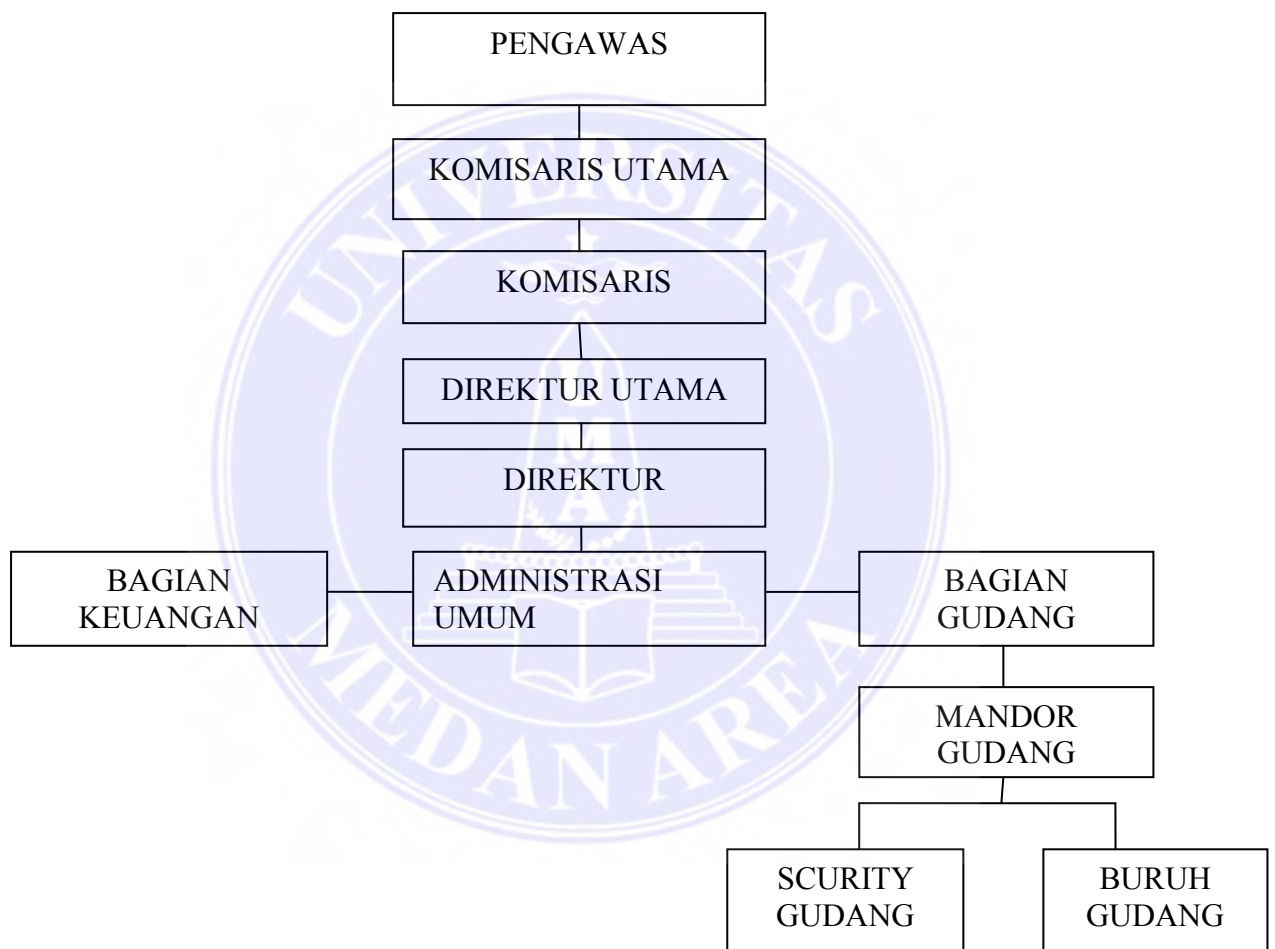 PENGAWAS
KOMISARIS UTAMA
KOMISARIS
DIREKTUR UTAMA
DIREKTUR
BAGIAN
KEUANGAN
ADMINISTRASI
UMUM
BAGIAN
GUDANG
MANDOR
GUDANG
SCURITY
GUDANG
BURUH
GUDANG
UNIVERSITAS
UMA
MEDAN AREA